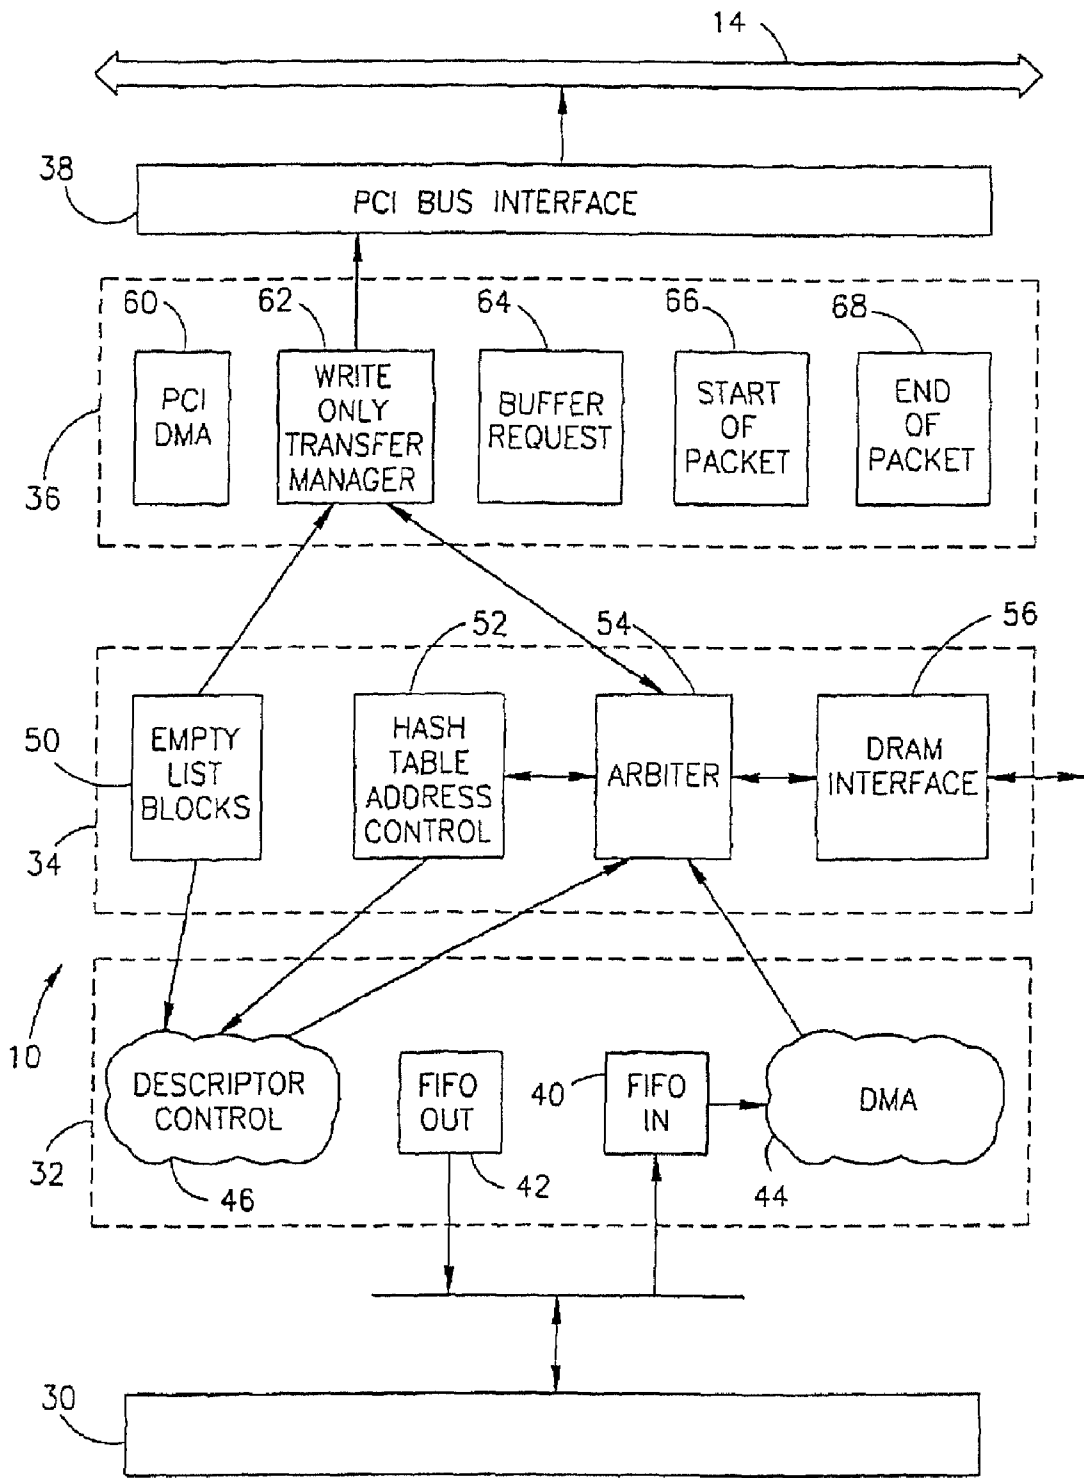 14
38
PCI BUS INTERFACE
60
62
64
66
68
PCI
DMA
WRITE
ONLY
TRANSFER
MANAGER
BUFFER
REQUEST
START
OF
PACKET
END
OF
PACKET
36
52
54
56
50
EMPTY
LIST
BLOCKS
HASH
TABLE
ADDRESS
CONTROL
ARBITER
DRAM
INTERFACE
34
10
DESCRIPTOR
CONTROL
FIFO
OUT
40
FIFO
IN
DMA
32
46
42
44
30